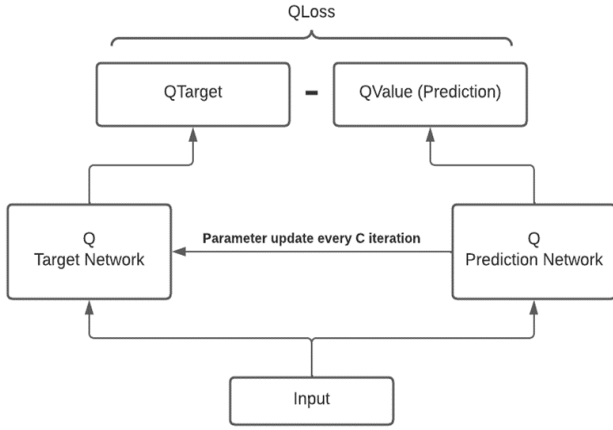 QLoss
QTarget
-
QValue (Prediction)
Parameter update every C iteration
Q
Target Network
Q
Prediction Network
Input